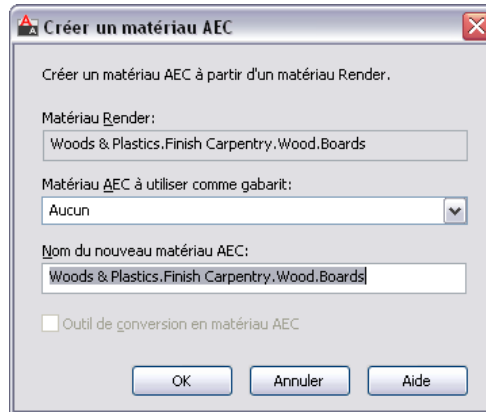 Créer un matériau AEC
Créer un matériau AEC à partir d'un matériau Render.
Matériau Render:
Woods & Plastics.Finish Carpentry.Wood.Boards
Matériau AEC à utiliser comme gabarit:
Aucun
Nom du nouveau matériau AEC:
Woods & Plastics.Finish Carpentry.Wood.Boards
Outil de conversion en matériau AEC
OK Annuler Aide